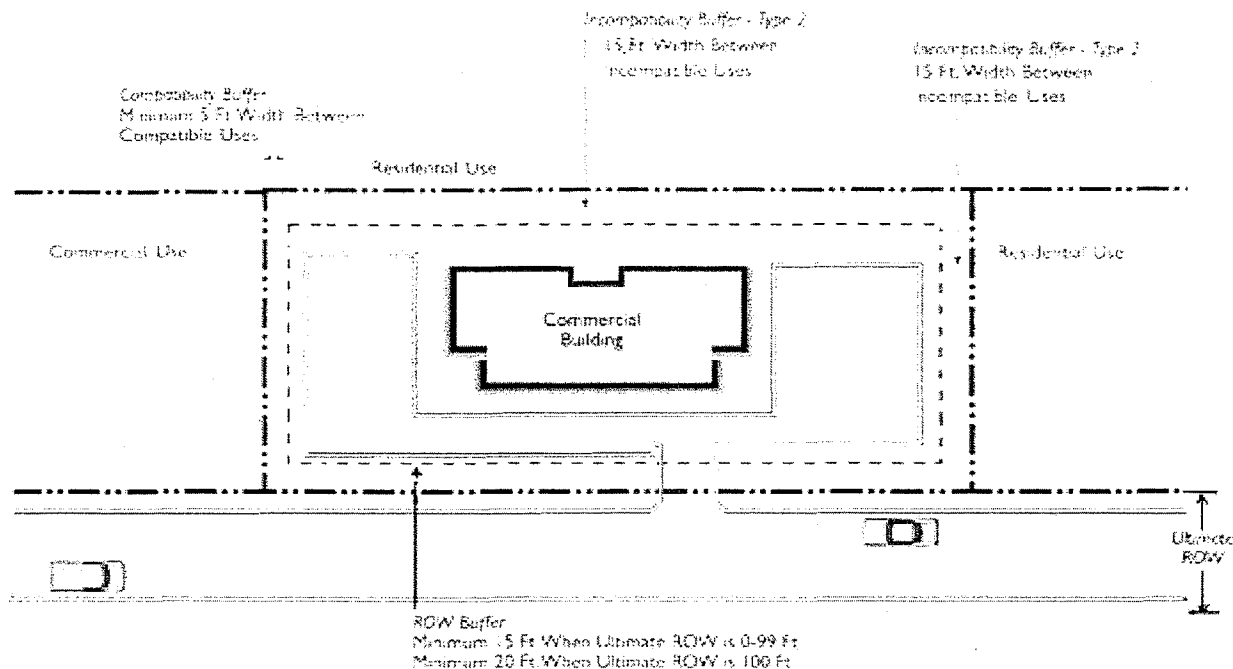 Incompatibility Buffer - Type 2
15 Ft. Width Between
Incompatible Uses
Incompatibility Buffer - Type 2
15 Ft. Width Between
Incompatible Uses
Compatibility Buffer
Minimum 5 Ft Width Between
Compatible Uses
Residential Use
Commercial Use
Residential Use
Commercial
Building
Ultimate
ROW
ROW Buffer
Minimum 15 Ft When Ultimate ROW is 0-99 Ft
Minimum 20 Ft When Ultimate ROW is 100 Ft